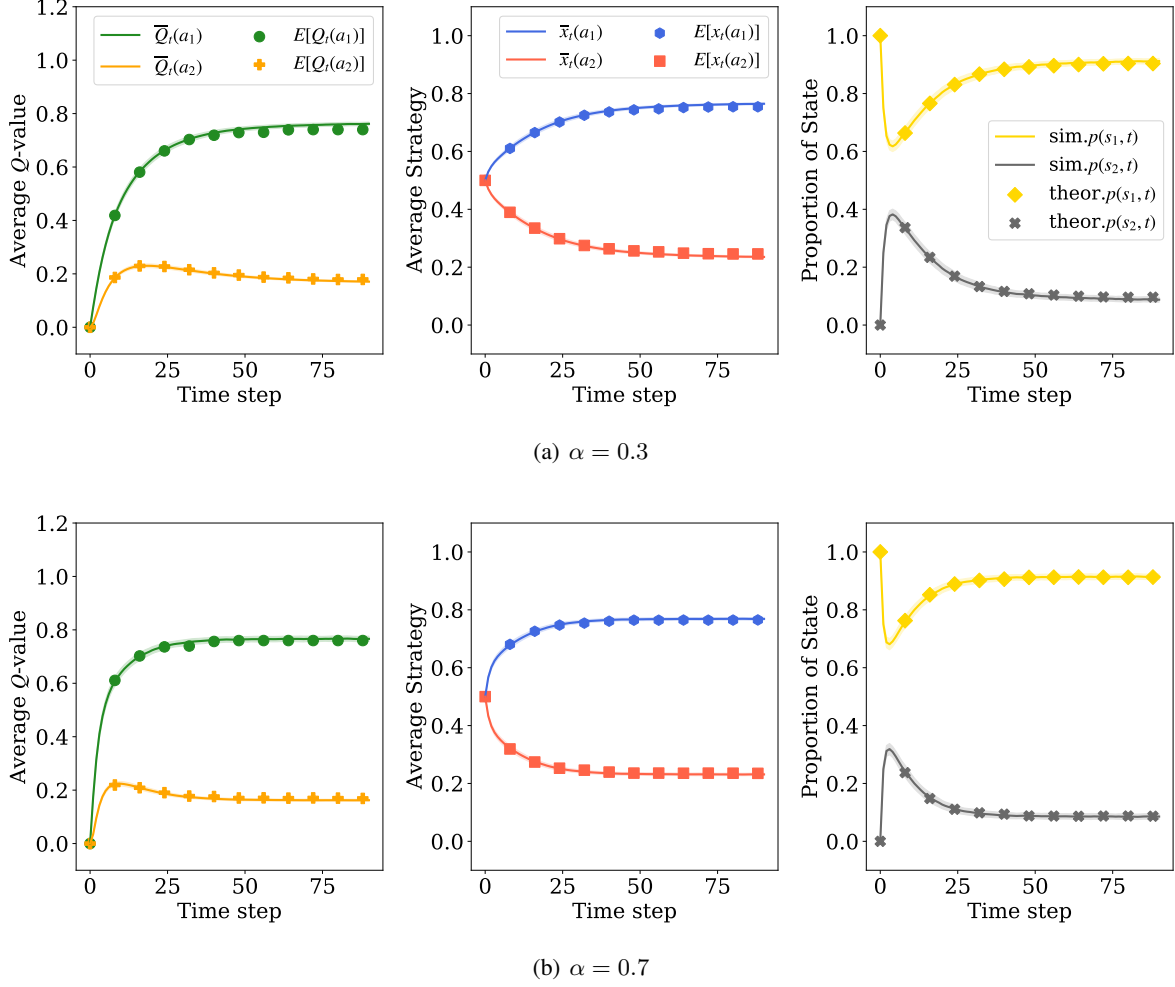 Average Q-value
1.2
1.0
0.8
0.6
0.4
0.2
0.0
0 25 50 75
Time step
Q̅ₜ(a₁) E[Qₜ(a₁)]
Q̅ₜ(a₂) E[Qₜ(a₂)]
Average Strategy
1.0
0.8
0.6
0.4
0.2
0.0
0 25 50 75
Time step
x̅ₜ(a₁) E[xₜ(a₁)]
x̅ₜ(a₂) E[xₜ(a₂)]
Proportion of State
1.0
0.8
0.6
0.4
0.2
0.0
0 25 50 75
Time step
sim.p(s₁, t)
sim.p(s₂, t)
theor.p(s₁, t)
theor.p(s₂, t)
(a) α = 0.3
Average Q-value
1.2
1.0
0.8
0.6
0.4
0.2
0.0
0 25 50 75
Time step
Average Strategy
1.0
0.8
0.6
0.4
0.2
0.0
0 25 50 75
Time step
Proportion of State
1.0
0.8
0.6
0.4
0.2
0.0
0 25 50 75
Time step
(b) α = 0.7